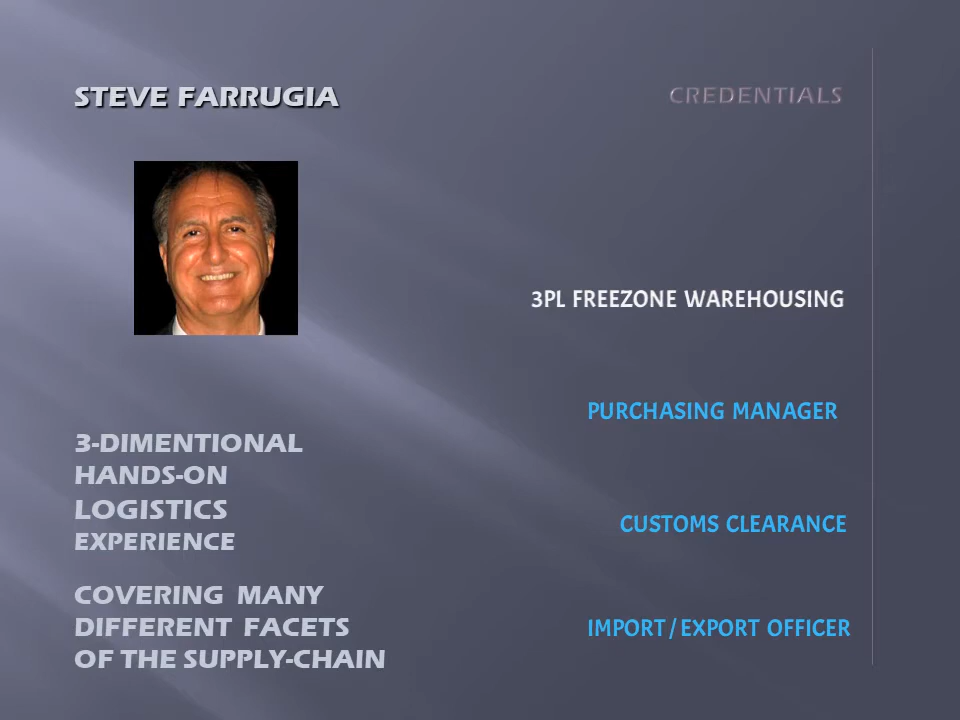 STEVE FARRUGIA
CREDENTIALS
3PL FREEZONE WAREHOUSING
PURCHASING MANAGER
3-DIMENTIONAL
HANDS-ON
LOGISTICS
EXPERIENCE
CUSTOMS CLEARANCE
COVERING MANY
DIFFERENT FACETS
OF THE SUPPLY-CHAIN
IMPORT/EXPORT OFFICER